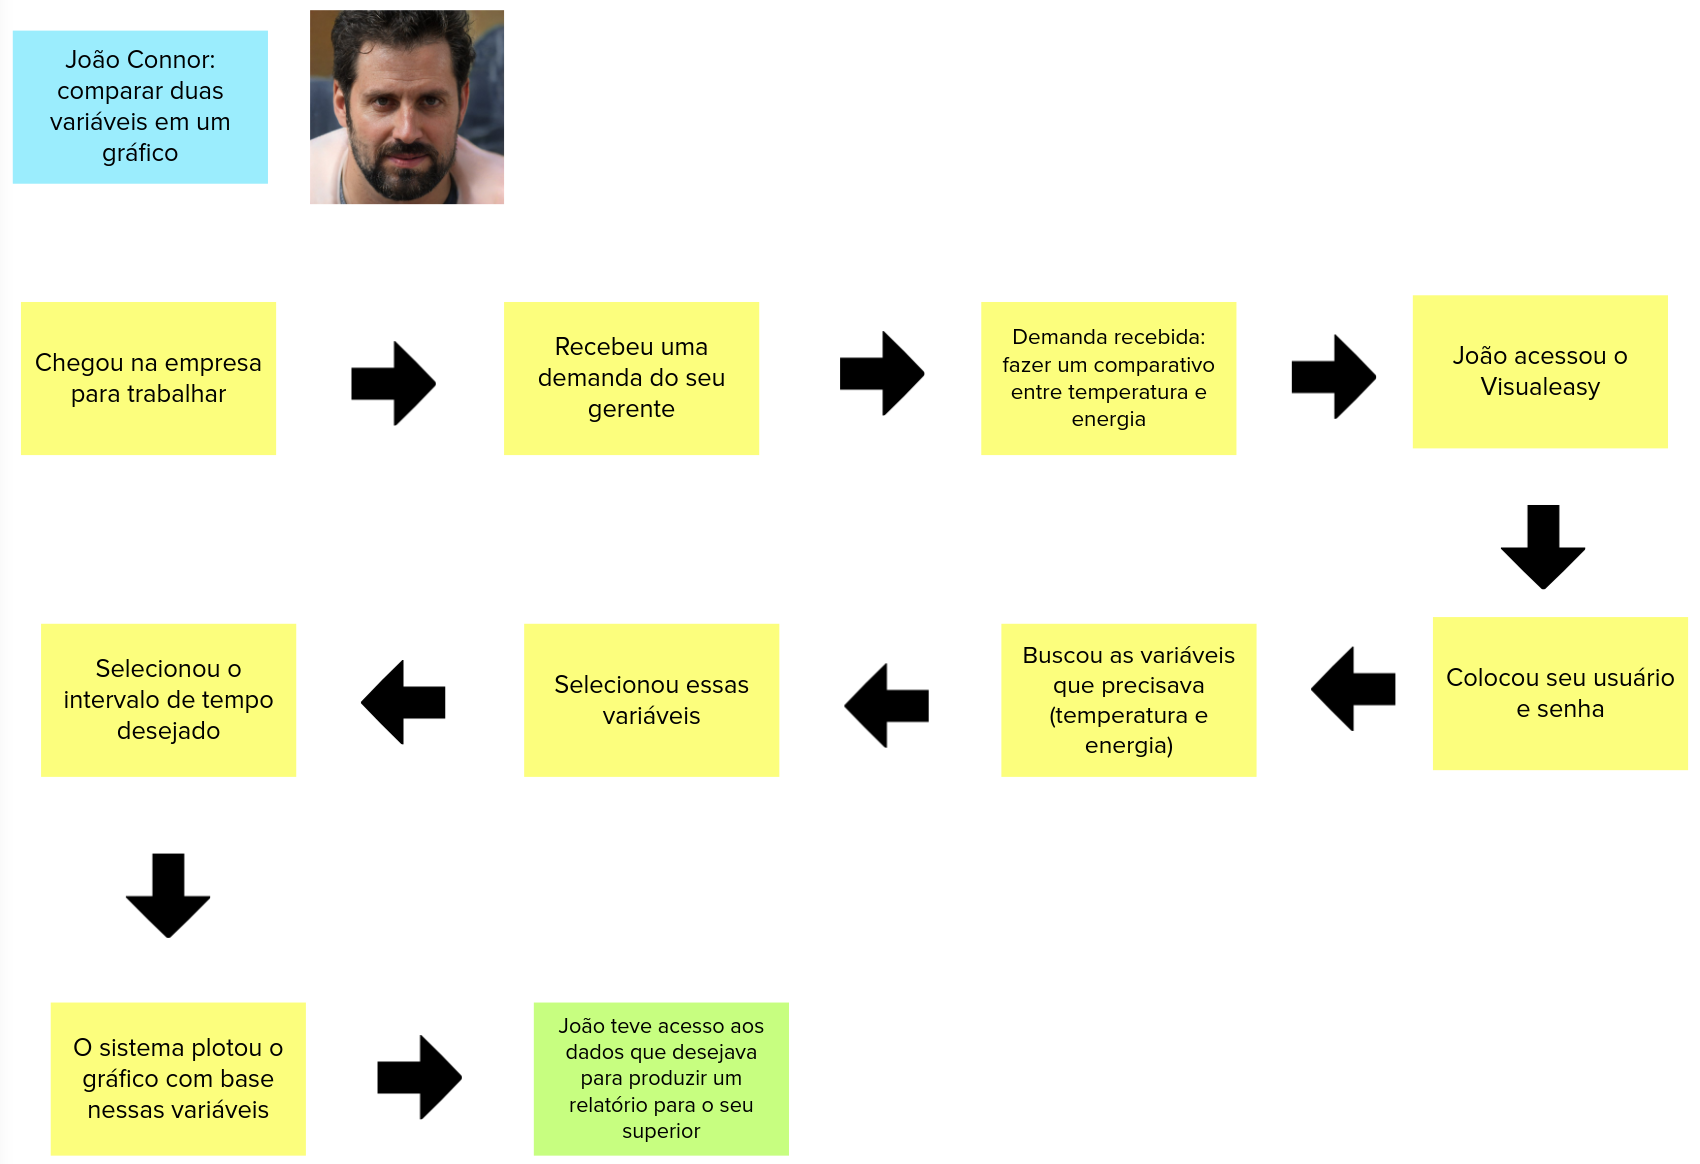 João Connor:
comparar duas
variáveis em um
gráfico
Chegou na empresa
para trabalhar
Recebeu uma
demanda do seu
gerente
Demanda recebida:
fazer um comparativo
entre temperatura e
energia
João acessou o
Visualeasy
Colocou seu usuário
e senha
Buscou as variáveis
que precisava
(temperatura e
energia)
Selecionou essas
variáveis
Selecionou o
intervalo de tempo
desejado
O sistema plotou o
gráfico com base
nessas variáveis
João teve acesso aos
dados que desejava
para produzir um
relatório para o seu
superior